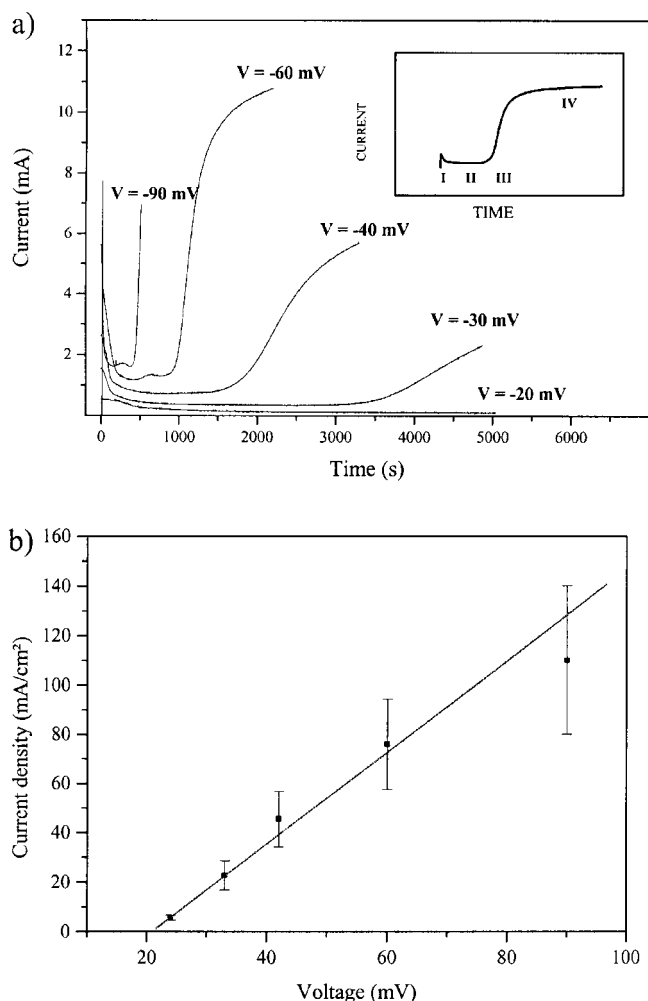 a)
12
10
8
6
4
2
Current (mA)
V = -60 mV
V = -90 mV
V = -40 mV
V = -30 mV
V = -20 mV
CURRENT
I II III
IV
TIME
0 1000 2000 3000 4000 5000 6000
Time (s)
b)
160
140
120
100
80
60
40
20
0
Current density (mA/cm²)
20 40 60 80 100
Voltage (mV)